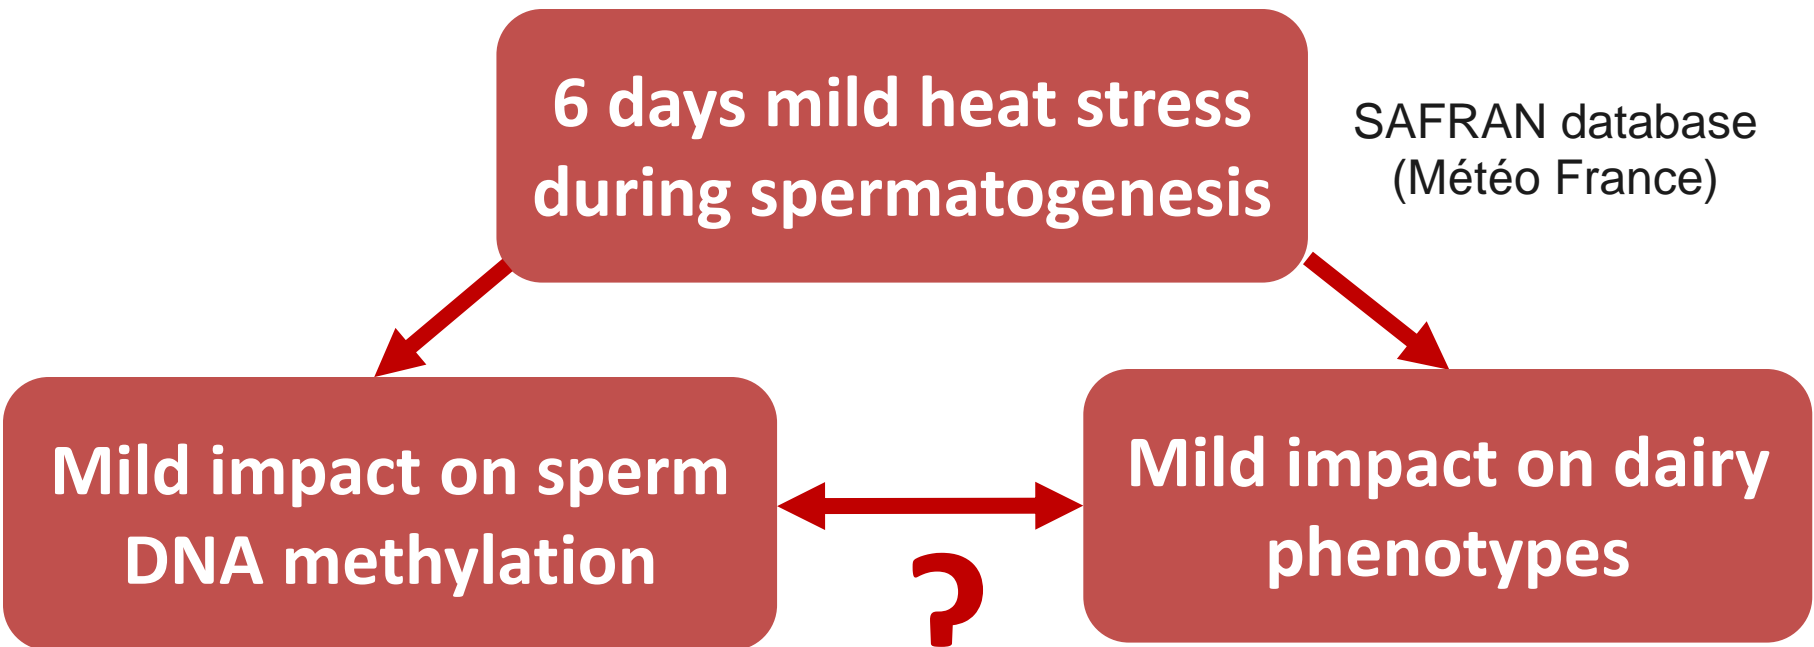 6 days mild heat stress
during spermatogenesis
SAFRAN database
(Météo France)
Mild impact on sperm
DNA methylation
Mild impact on dairy
phenotypes
?